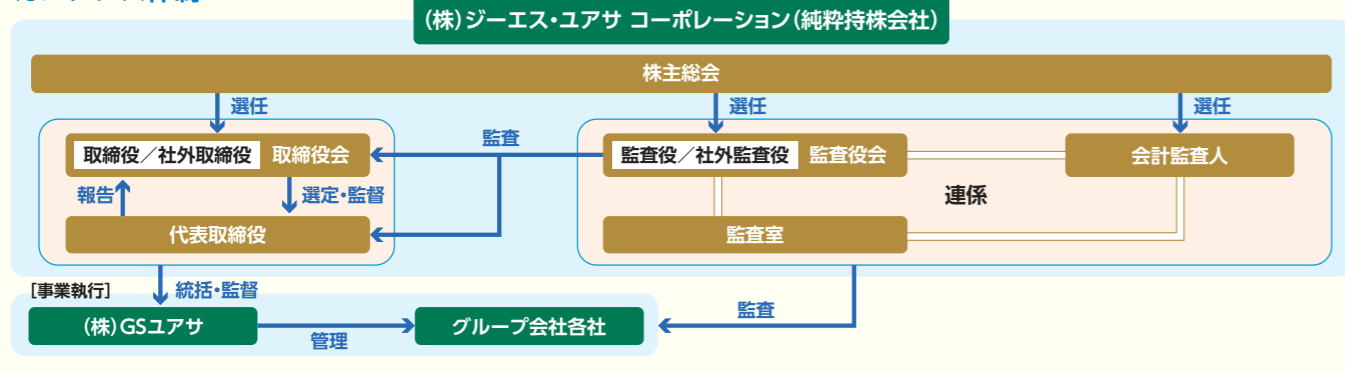 (株)ジーエス・ユアサ コーポレーション(純粋持株会社)
株主総会
選任
選任
選任
取締役／社外取締役 取締役会
監査
監査役／社外監査役 監査役会
会計監査人
報告
選定・監督
連係
代表取締役
監査室
[事業執行]
統括・監督
監査
(株)GSユアサ
管理
グループ会社各社